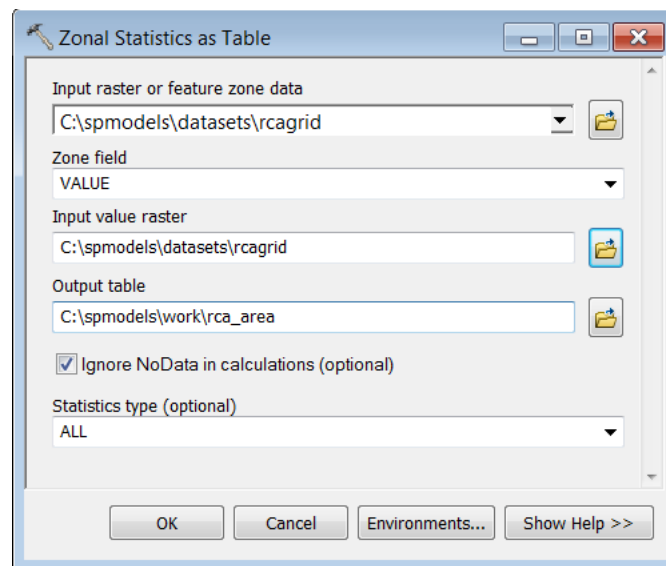 Zonal Statistics as Table
Input raster or feature zone data
C:\spmodels\datasets\rcagrid
Zone field
VALUE
Input value raster
C:\spmodels\datasets\rcagrid
Output table
C:\spmodels\work\rca_area
Ignore NoData in calculations (optional)
Statistics type (optional)
ALL
OK Cancel Environments... Show Help >>